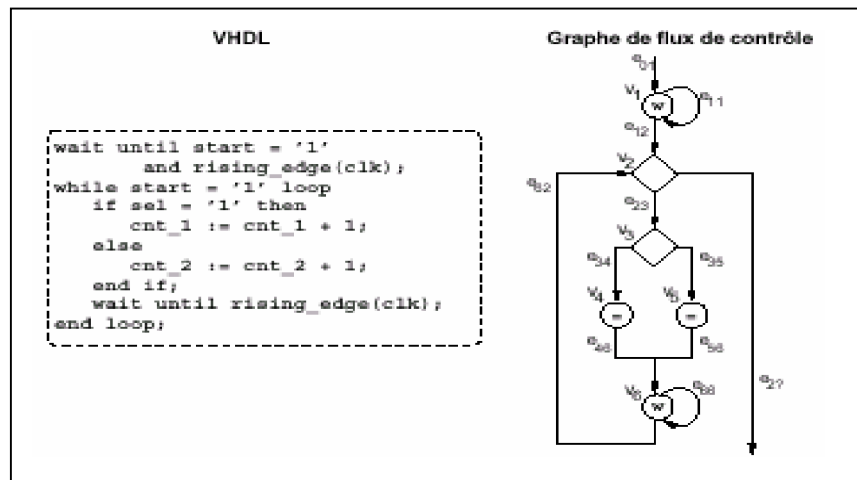 VHDL
Graphe de flux de contrôle
wait until start = '1'
and rising_edge(clk);
while start = '1' loop
if sel = '1' then
cnt_1 := cnt_1 + 1;
else
cnt_2 := cnt_2 + 1;
end if;
wait until rising_edge(clk);
end loop;
e01
v1
w
e11
e12
v2
e62
e23
v3
e34
e35
v4
v5
=
=
e46
e56
v6
w
e66
e2?